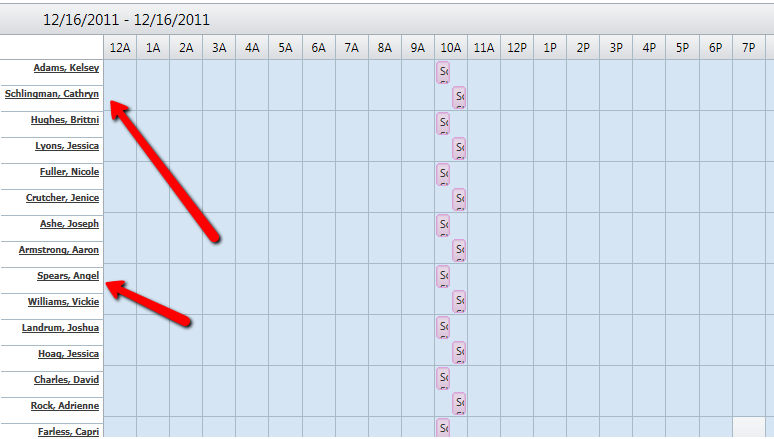 12/16/2011 - 12/16/2011
12A 1A 2A 3A 4A 5A 6A 7A 8A 9A 10A 11A 12P 1P 2P 3P 4P 5P 6P 7P
Adams, Kelsey Sc
Schlingman, Cathryn Sc
Hughes, Brittni Sc
Lyons, Jessica Sc
Fuller, Nicole Sc
Crutcher, Jenice Sc
Ashe, Joseph Sc
Armstrong, Aaron Sc
Spears, Angel Sc
Williams, Vickie Sc
Landrum, Joshua Sc
Hoag, Jessica Sc
Charles, David Sc
Rock, Adrienne Sc
Farless, Capri Sc